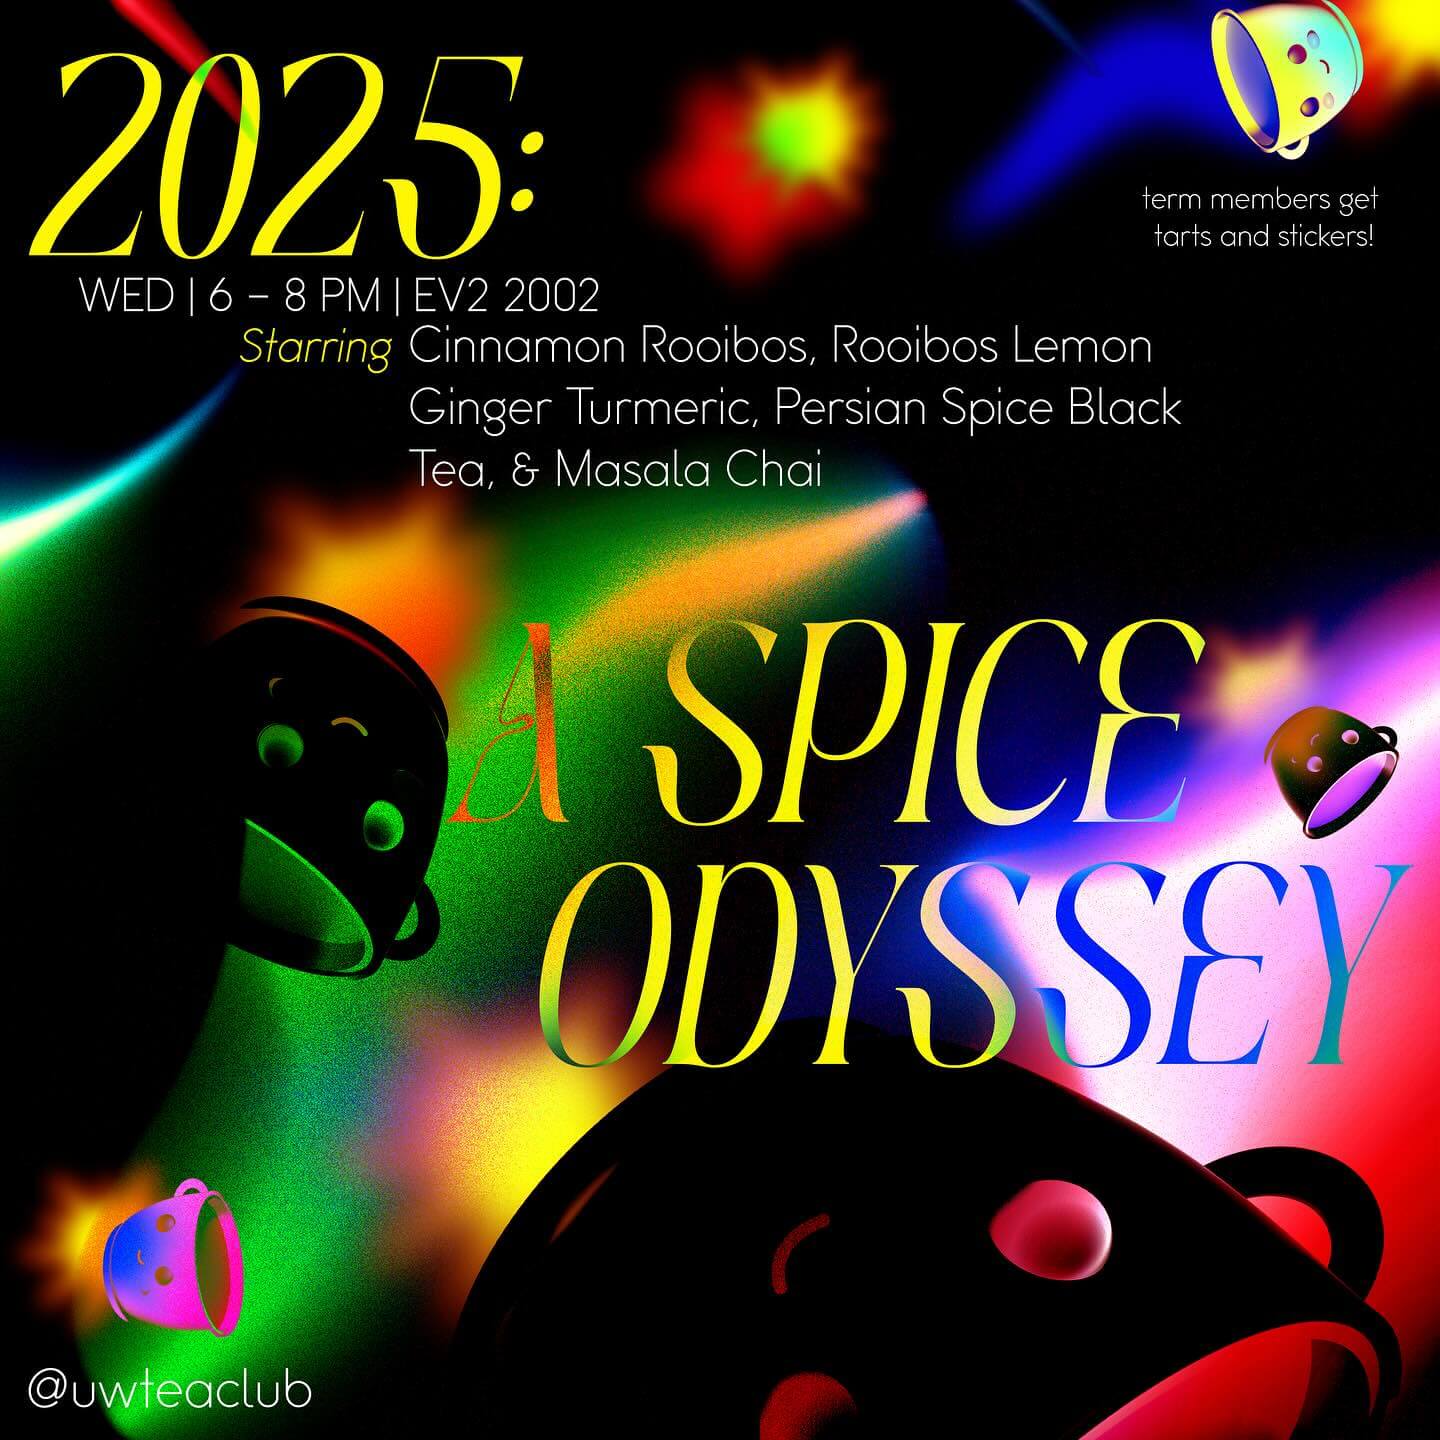 2025:
term members get
tarts and stickers!
WED | 6 – 8 PM | EV2 2002
Starring Cinnamon Rooibos, Rooibos Lemon
Ginger Turmeric, Persian Spice Black
Tea, & Masala Chai
A SPICE
ODYSSEY
@uwteaclub